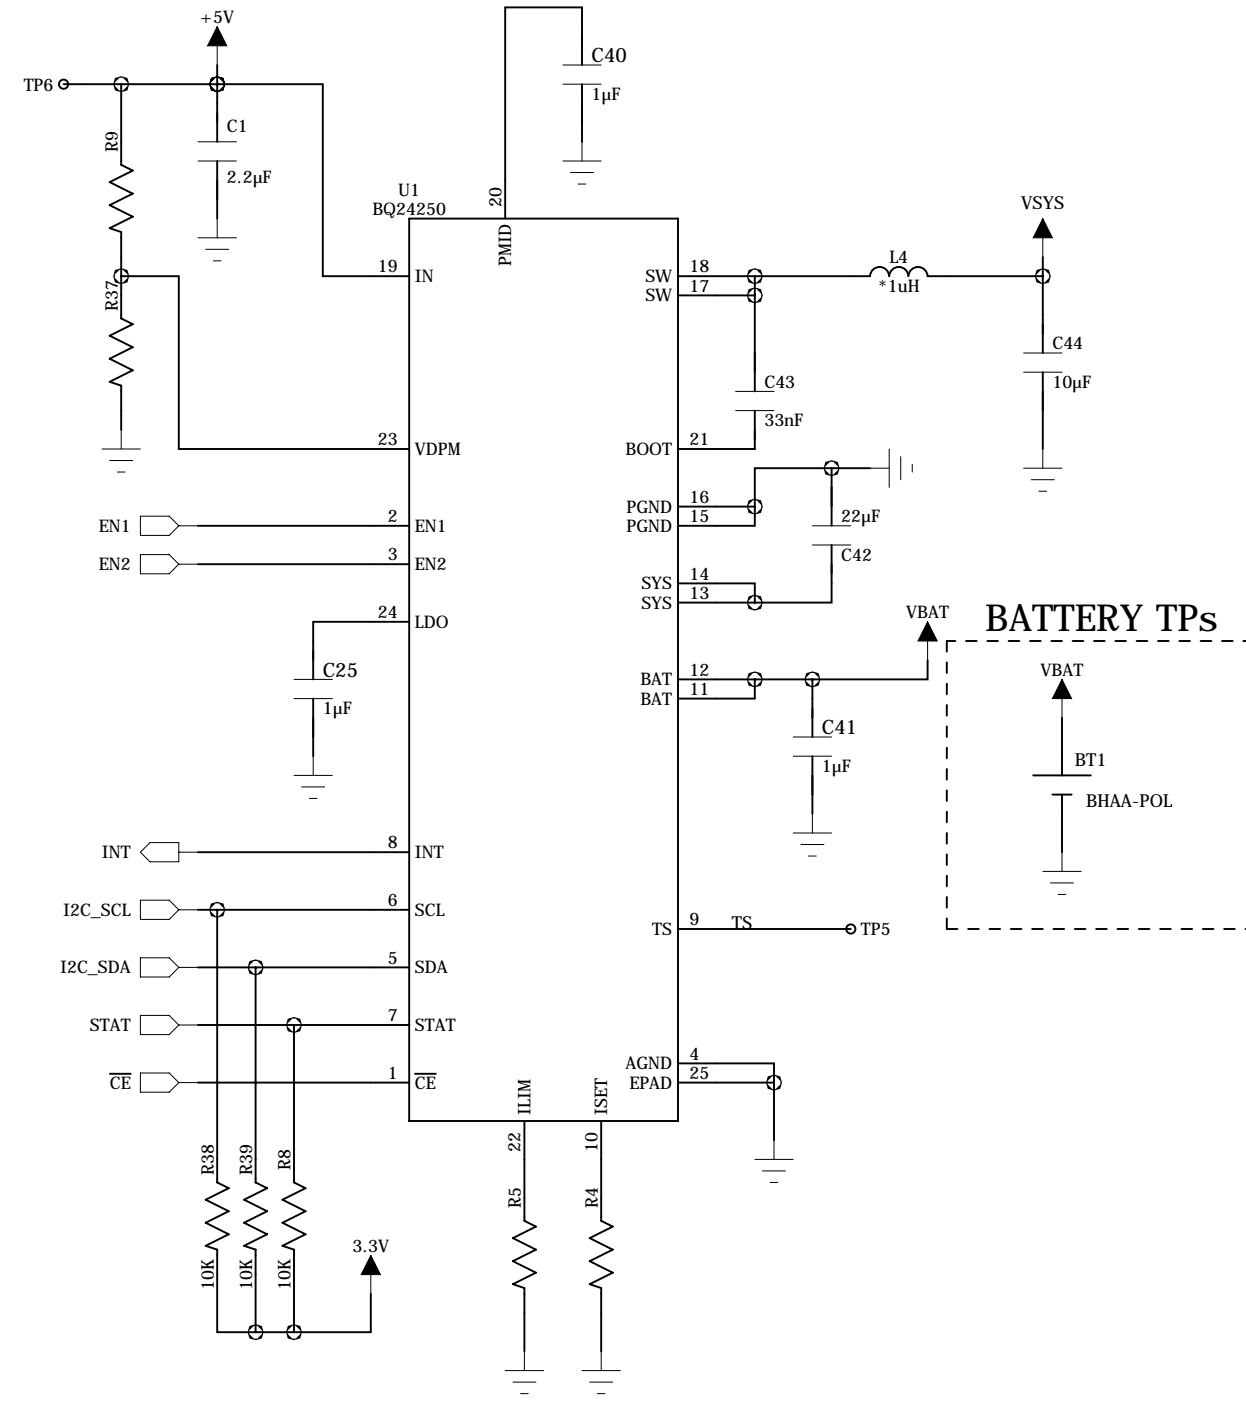 +5V
TP6
R9
C1
2.2µF
C40
1µF
U1
BQ24250
20
PMID
VSYS
19
IN
SW
18
L4
SW
17
*1uH
R37
C44
10µF
C43
33nF
23
VDPM
BOOT
21
PGND
16
PGND
15
22µF
C42
EN1
2
EN1
EN2
3
EN2
SYS
14
SYS
13
24
LDO
VBAT
BATTERY TPs
C25
1µF
BAT
12
BAT
11
VBAT
C41
1µF
BT1
BHAA-POL
INT
8
INT
I2C_SCL
6
SCL
TS
9
TS
TP5
I2C_SDA
5
SDA
STAT
7
STAT
AGND
4
EPAD
25
CE
1
CE
ILIM
ISET
22
10
R38
R39
R8
R5
R4
10K
10K
10K
3.3V